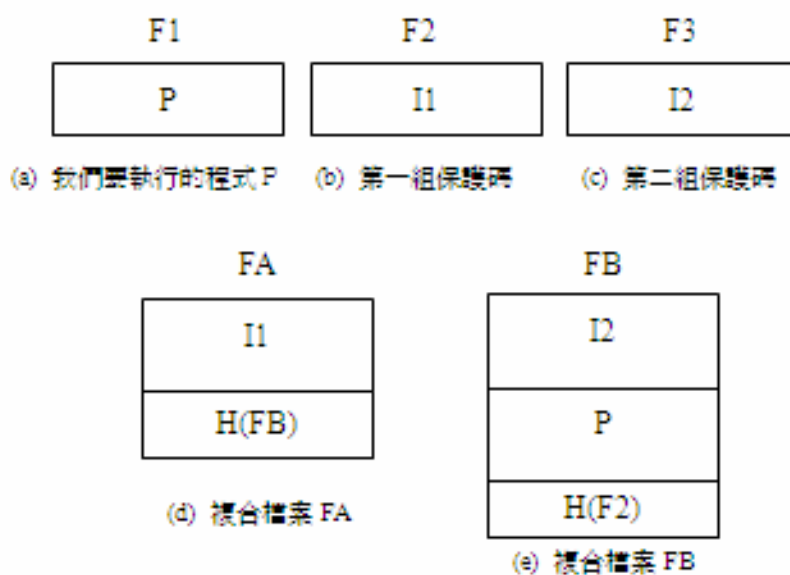 F1 F2 F3
P I1 I2
(a) 我們要執行的程式 P (b) 第一組保護碼 (c) 第二組保護碼
FA FB
I1
H(FB)
(d) 複合檔案 FA
I2
P
H(F2)
(e) 複合檔案 FB